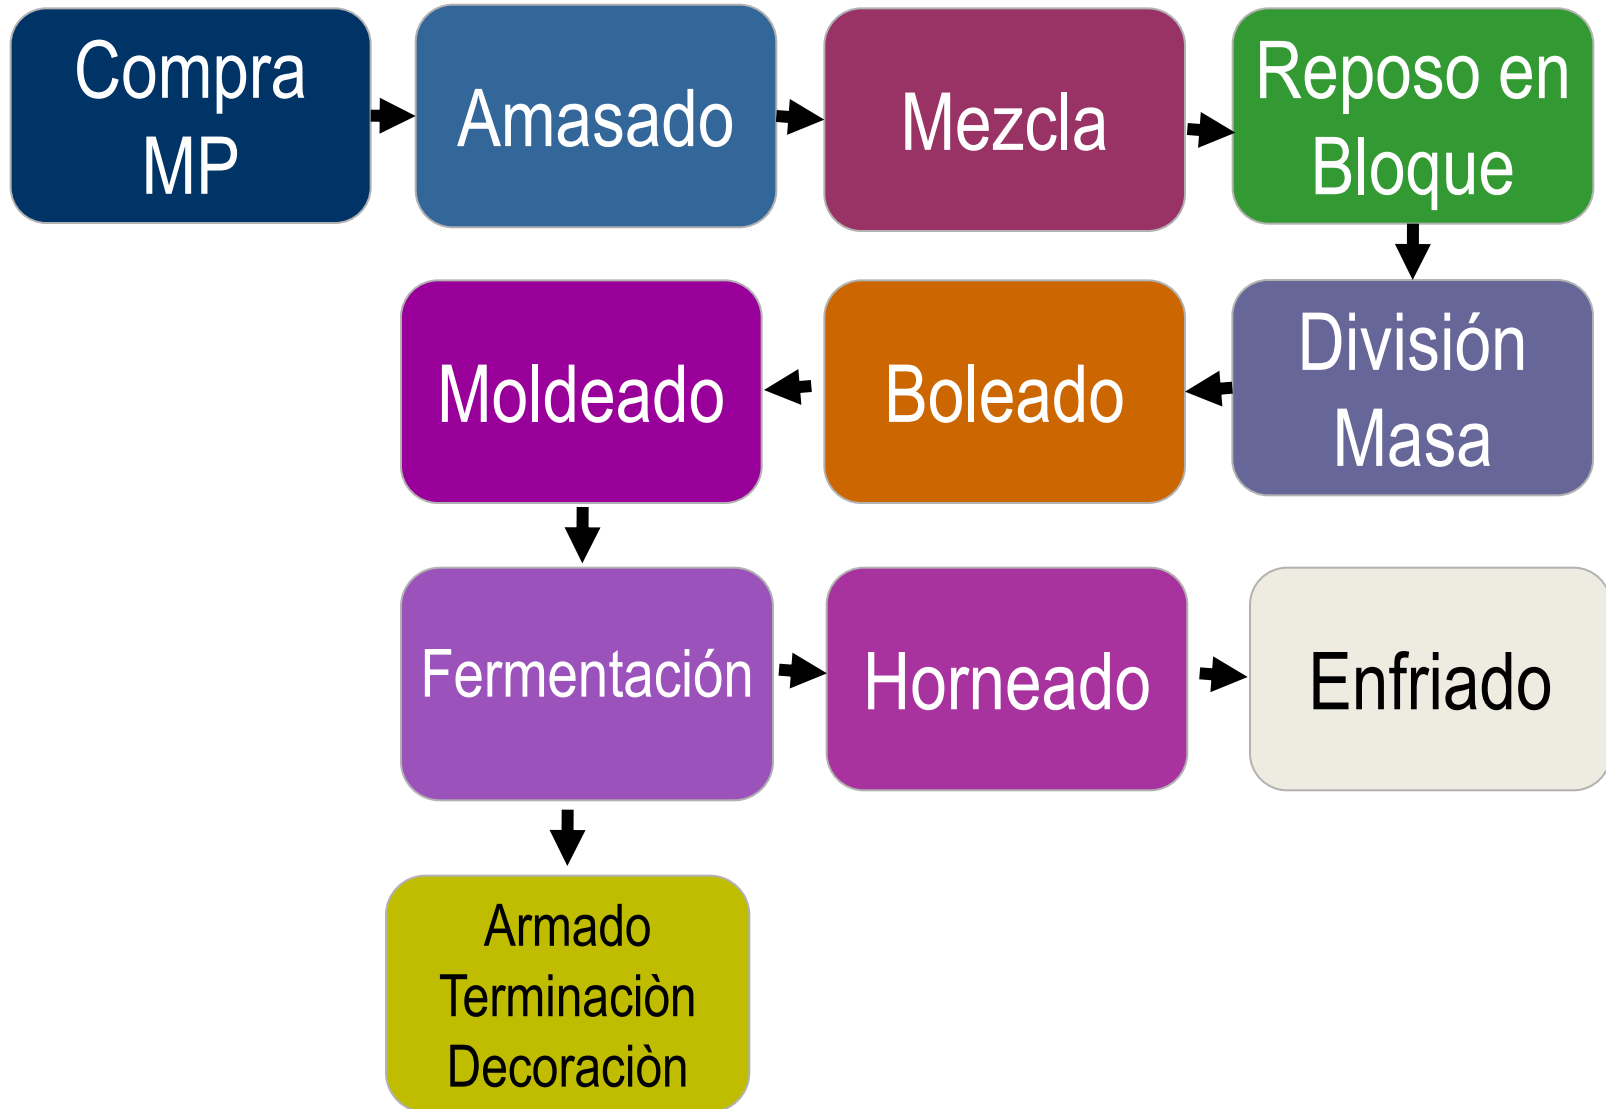 Compra
MP
Amasado
Mezcla
Reposo en
Bloque
División
Masa
Boleado
Moldeado
Fermentación
Horneado
Enfriado
Armado
Terminaciòn
Decoraciòn